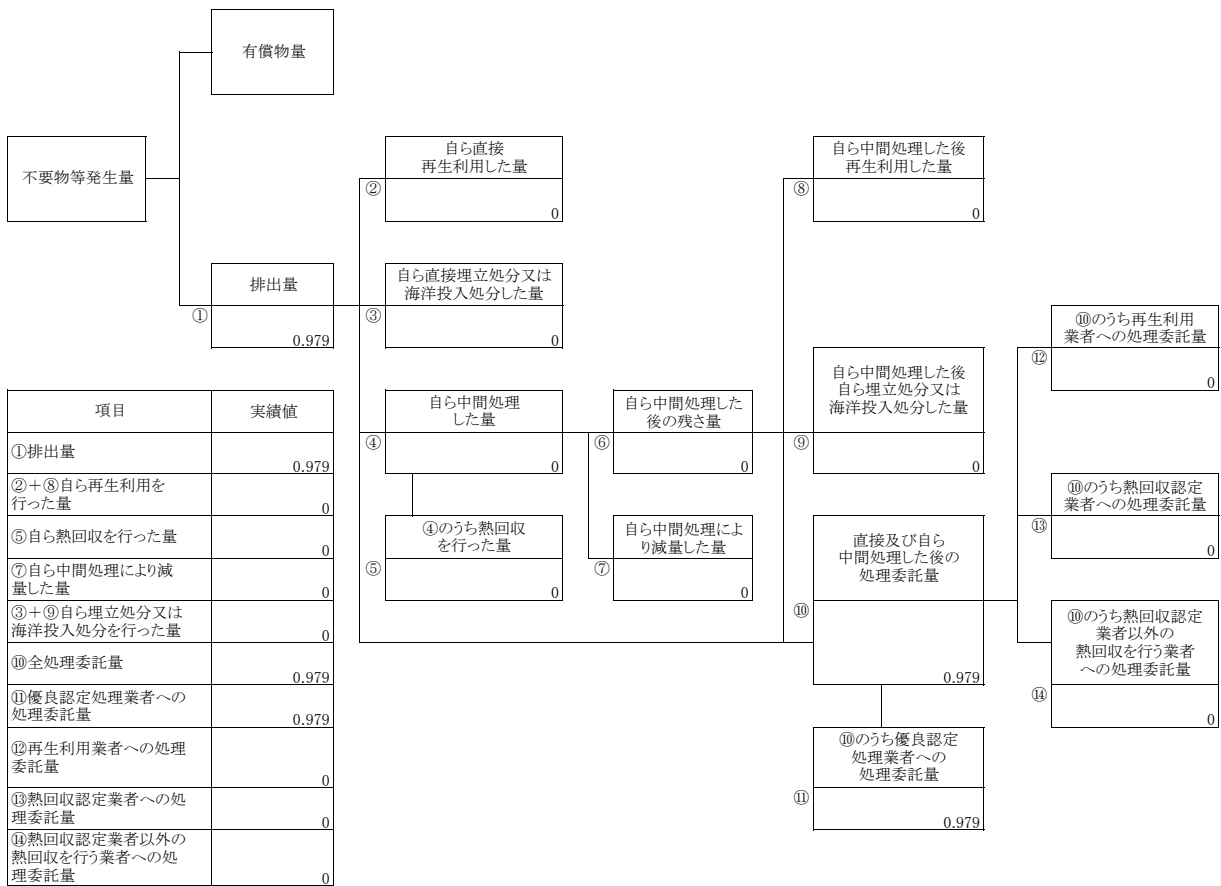 有償物量
不要物等発生量
排出量
①
0.979
自ら直接
再生利用した量
②
0
自ら直接埋立処分又は
海洋投入処分した量
③
0
自ら中間処理
した量
④
0
④のうち熱回収
を行った量
⑤
0
自ら中間処理した
後の残さ量
⑥
0
自ら中間処理によ
り減量した量
⑦
0
自ら中間処理した後
再生利用した量
⑧
0
自ら中間処理した後
自ら埋立処分又は
海洋投入処分した量
⑨
0
直接及び自ら
中間処理した後の
処理委託量
⑩
0.979
⑩のうち優良認定
処理業者への
処理委託量
⑪
0.979
⑩のうち再生利用
業者への処理委託量
⑫
0
⑩のうち熱回収認定
業者への処理委託量
⑬
0
⑩のうち熱回収認定
業者以外の
熱回収を行う業者
への処理委託量
⑭
0
項目 実績値
①排出量
0.979
②＋⑧自ら再生利用を
行った量
0
⑤自ら熱回収を行った量
0
⑦自ら中間処理により減
量した量
0
③＋⑨自ら埋立処分又は
海洋投入処分を行った量
0
⑩全処理委託量
0.979
⑪優良認定処理業者への
処理委託量
0.979
⑫再生利用業者への処理
委託量
0
⑬熱回収認定業者への処
理委託量
0
⑭熱回収認定業者以外の
熱回収を行う業者への処
理委託量
0